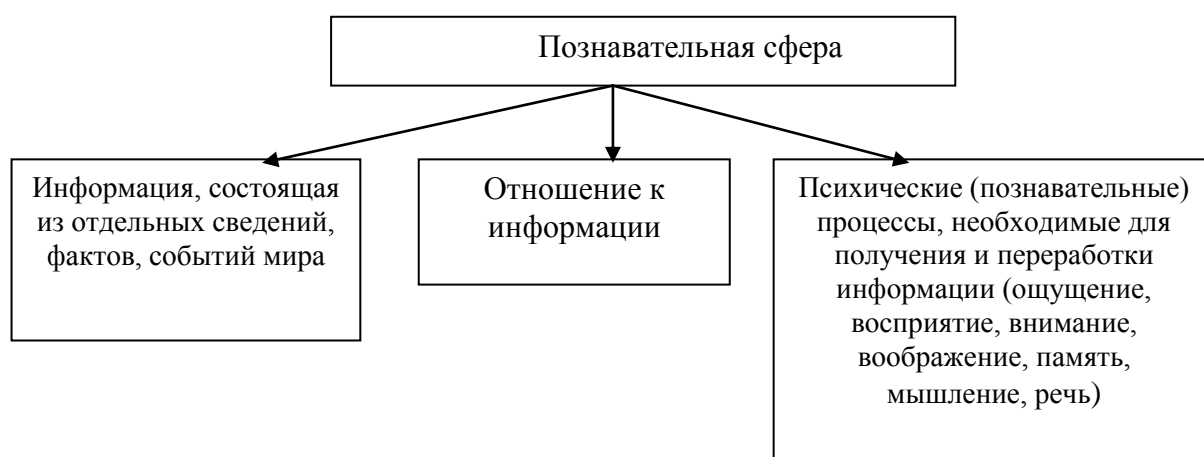 Познавательная сфера
Информация, состоящая
из отдельных сведений,
фактов, событий мира
Отношение к
информации
Психические (познавательные)
процессы, необходимые для
получения и переработки
информации (ощущение,
восприятие, внимание,
воображение, память,
мышление, речь)